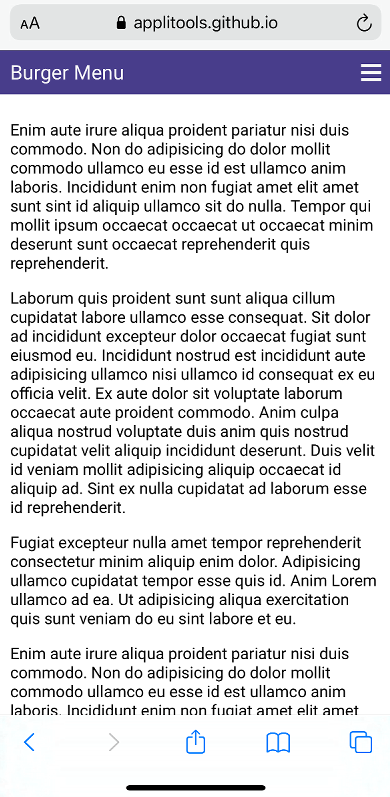 AA applitools.github.io
Burger Menu
Enim aute irure aliqua proident pariatur nisi duis
commodo. Non do adipisicing do dolor mollit
commodo ullamco eu esse id est ullamco anim
laboris. Incididunt enim non fugiat amet elit amet
sunt sint id aliquip ullamco sit do nulla. Tempor qui
mollit ipsum occaecat occaecat ut occaecat minim
deserunt sunt occaecat reprehenderit quis
reprehenderit.
Laborum quis proident sunt sunt aliqua cillum
cupidatat labore ullamco esse consequat. Sit dolor
ad incididunt excepteur dolor occaecat fugiat sunt
eiusmod eu. Incididunt nostrud est incididunt aute
adipisicing ullamco nisi ullamco id consequat ex eu
officia velit. Ex aute dolor sit voluptate laborum
occaecat aute proident commodo. Anim culpa
aliqua nostrud voluptate duis anim quis nostrud
cupidatat velit aliquip incididunt deserunt. Duis velit
id veniam mollit adipisicing aliquip occaecat id
aliquip ad. Sint ex nulla cupidatat ad laborum esse
id reprehenderit.
Fugiat excepteur nulla amet tempor reprehenderit
consectetur minim aliquip enim dolor. Adipisicing
ullamco cupidatat tempor esse quis id. Anim Lorem
ullamco ad ea. Ut adipisicing aliqua exercitation
quis sunt veniam do eu sint labore et eu.
Enim aute irure aliqua proident pariatur nisi duis
commodo. Non do adipisicing do dolor mollit
commodo ullamco eu esse id est ullamco anim
laboris. Incididunt enim non fugiat amet elit amet